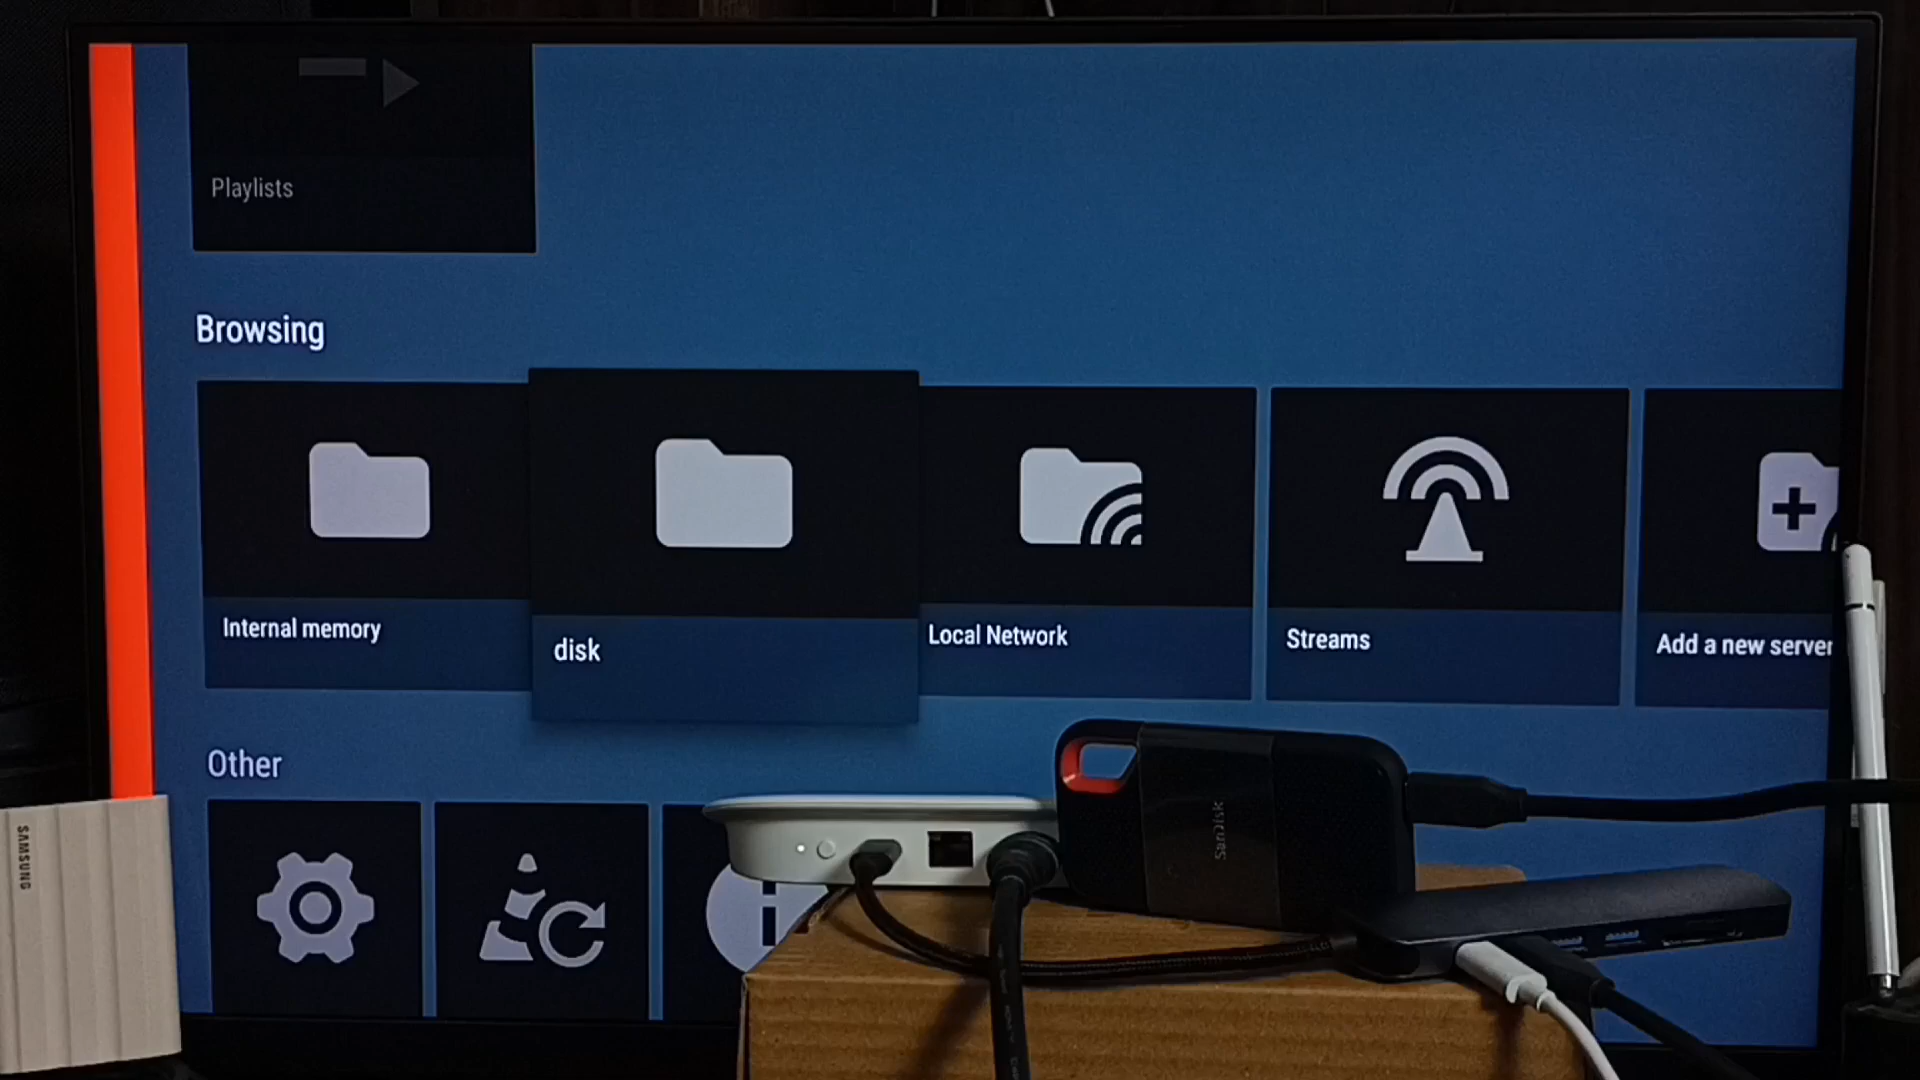 Playlists
Browsing
Internal memory
disk
Local Network
Streams
Add a new server
Other
SAMSUNG
SanDisk